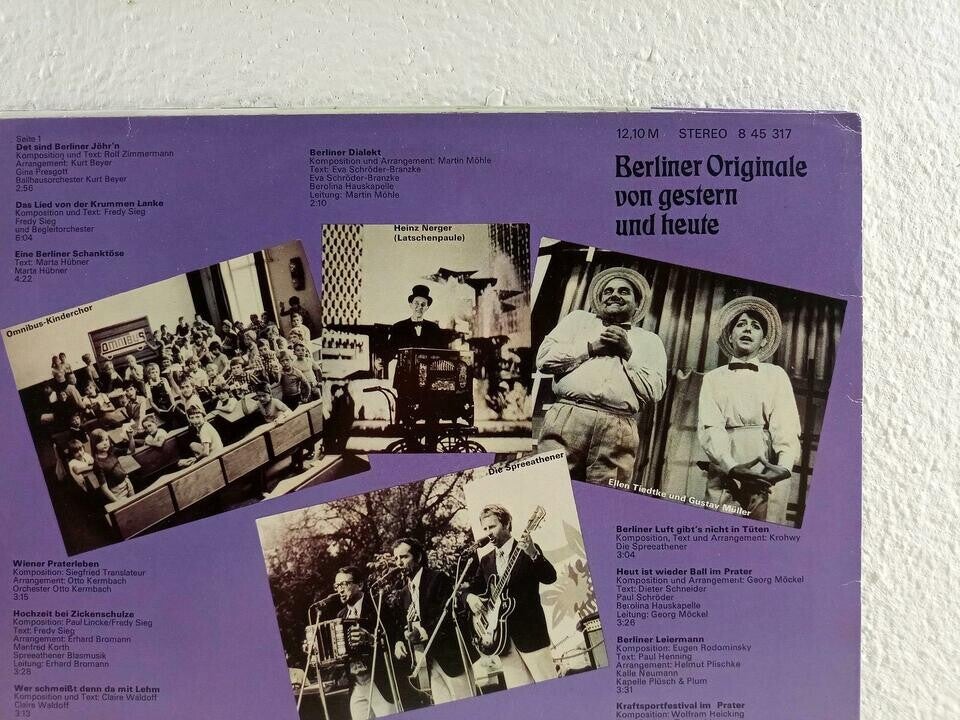 Seite 1
Det sind Berliner Jöhr'n
Komposition und Text: Rolf Zimmermann
Arrangement: Kurt Beyer
Gina Presgott
Ballhausorchester Kurt Beyer
2:56
Das Lied von der Krummen Lanke
Komposition und Text: Fredy Sieg
Fredy Sieg
und Begleitorchester
6:04
Eine Berliner Schanktöse
Text: Marta Hübner
Marta Hübner
4:22
Berliner Dialekt
Komposition und Arrangement: Martin Möhle
Text: Eva Schröder-Branzke
Eva Schröder-Branzke
Berolina Hauskapelle
Leitung: Martin Möhle
2:10
12,10 M STEREO 8 45 317
Berliner Originale
von gestern
und heute
Omnibus-Kinderchor
Omnibus
Heinz Nerger
(Latschenpaule)
Ellen Tiedtke und Gustav Müller
Die Spreeathener
Wiener Praterleben
Komposition: Siegfried Translateur
Arrangement: Otto Kermbach
Orchester Otto Kermbach
3:15
Hochzeit bei Zickenschulze
Komposition: Paul Lincke/Fredy Sieg
Text: Fredy Sieg
Arrangement: Erhard Bromann
Manfred Korth
Spreeathener Blasmusik
Leitung: Erhard Bromann
3:28
Wer schmeißt denn da mit Lehm
Komposition und Text: Claire Waldoff
Claire Waldoff
3:13
Berliner Luft gibt's nicht in Tüten
Komposition, Text und Arrangement: Krohwy
Die Spreeathener
3:04
Heut ist wieder Ball im Prater
Komposition und Arrangement: Georg Möckel
Text: Dieter Schneider
Paul Schröder
Berolina Hauskapelle
Leitung: Georg Möckel
3:26
Berliner Leiermann
Komposition: Eugen Rodominsky
Text: Paul Henning
Arrangement: Helmut Plischke
Kalle Neumann
Kapelle Plüsch & Plum
3:31
Kraftsportfestival im Prater
Komposition: Wolfram Heicking